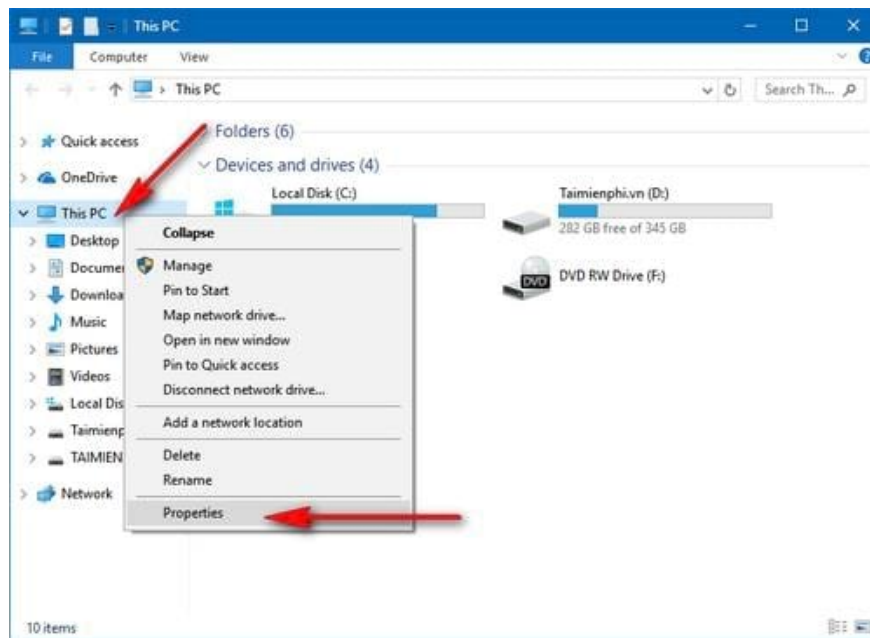 This PC
File Computer View
This PC
Search Th...
Quick access
OneDrive
This PC
Desktop
Documen
Downloa
Music
Pictures
Videos
Local Dis
Taimienp
TAIMIEN
Network
Folders (6)
Devices and drives (4)
Local Disk (C:)
Taimienphi.vn (D:)
282 GB free of 345 GB
DVD
DVD RW Drive (F:)
Collapse
Manage
Pin to Start
Map network drive...
Open in new window
Pin to Quick access
Disconnect network drive...
Add a network location
Delete
Rename
Properties
10 items